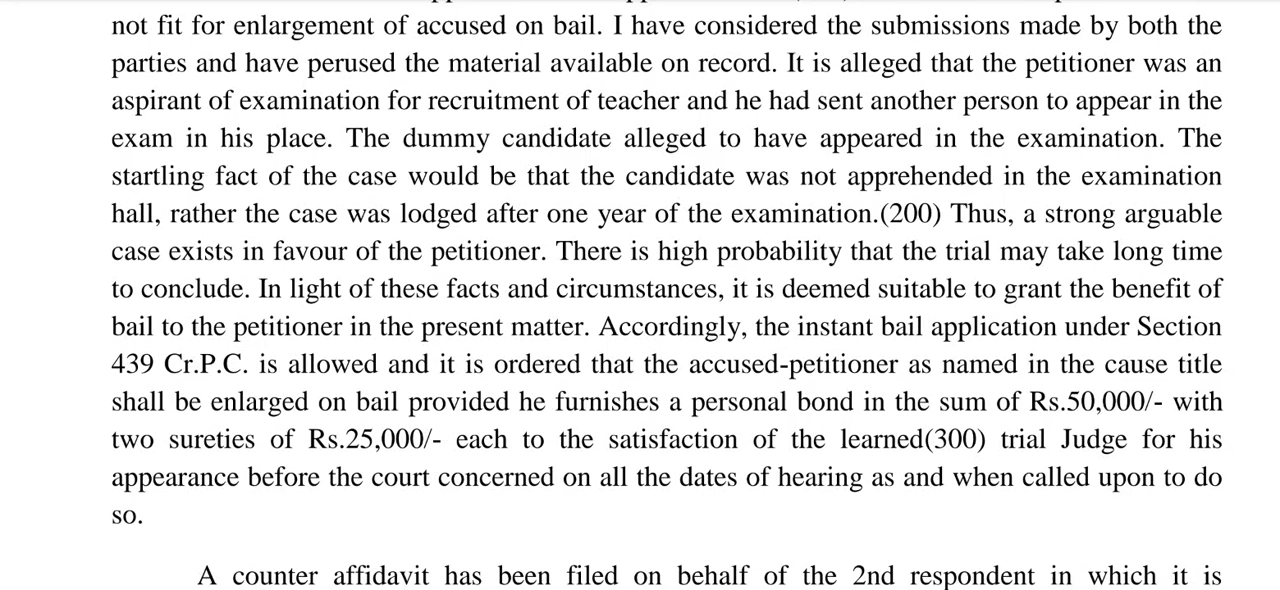 not fit for enlargement of accused on bail. I have considered the submissions made by both the
parties and have perused the material available on record. It is alleged that the petitioner was an
aspirant of examination for recruitment of teacher and he had sent another person to appear in the
exam in his place. The dummy candidate alleged to have appeared in the examination. The
startling fact of the case would be that the candidate was not apprehended in the examination
hall, rather the case was lodged after one year of the examination.(200) Thus, a strong arguable
case exists in favour of the petitioner. There is high probability that the trial may take long time
to conclude. In light of these facts and circumstances, it is deemed suitable to grant the benefit of
bail to the petitioner in the present matter. Accordingly, the instant bail application under Section
439 Cr.P.C. is allowed and it is ordered that the accused-petitioner as named in the cause title
shall be enlarged on bail provided he furnishes a personal bond in the sum of Rs.50,000/- with
two sureties of Rs.25,000/- each to the satisfaction of the learned(300) trial Judge for his
appearance before the court concerned on all the dates of hearing as and when called upon to do
so.
A counter affidavit has been filed on behalf of the 2nd respondent in which it is